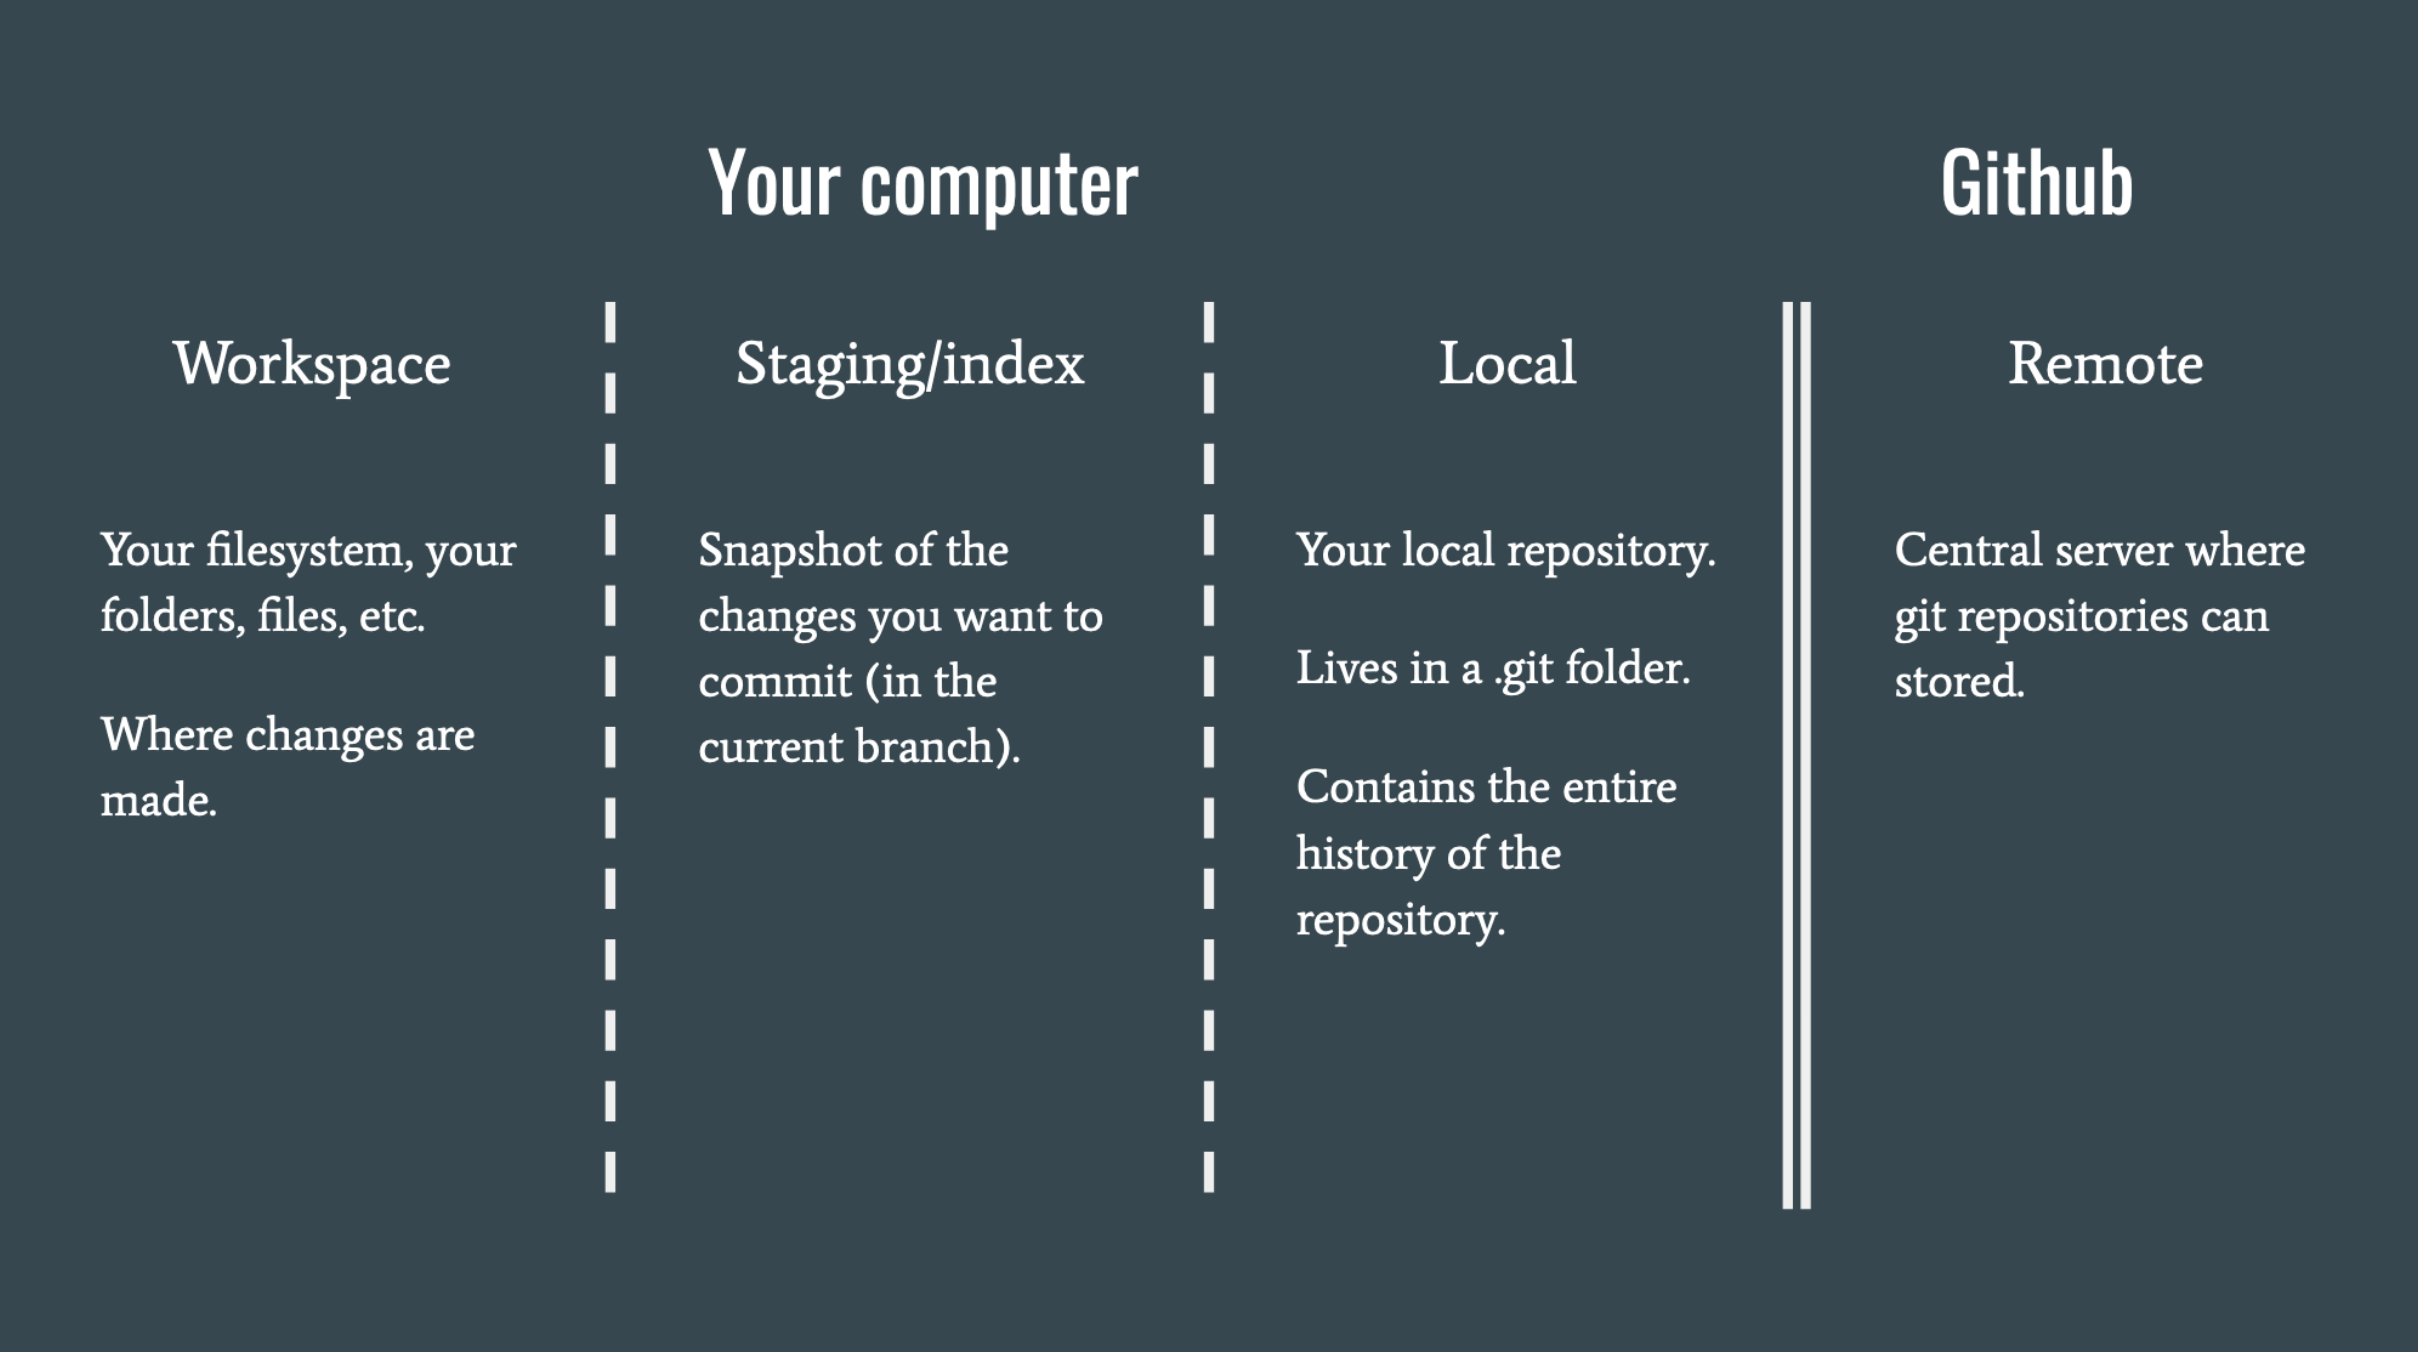 Your computer
Github
Workspace
Staging/index
Local
Remote
Your filesystem, your
folders, files, etc.
Where changes are
made.
Snapshot of the
changes you want to
commit (in the
current branch).
Your local repository.
Lives in a .git folder.
Contains the entire
history of the
repository.
Central server where
git repositories can
stored.